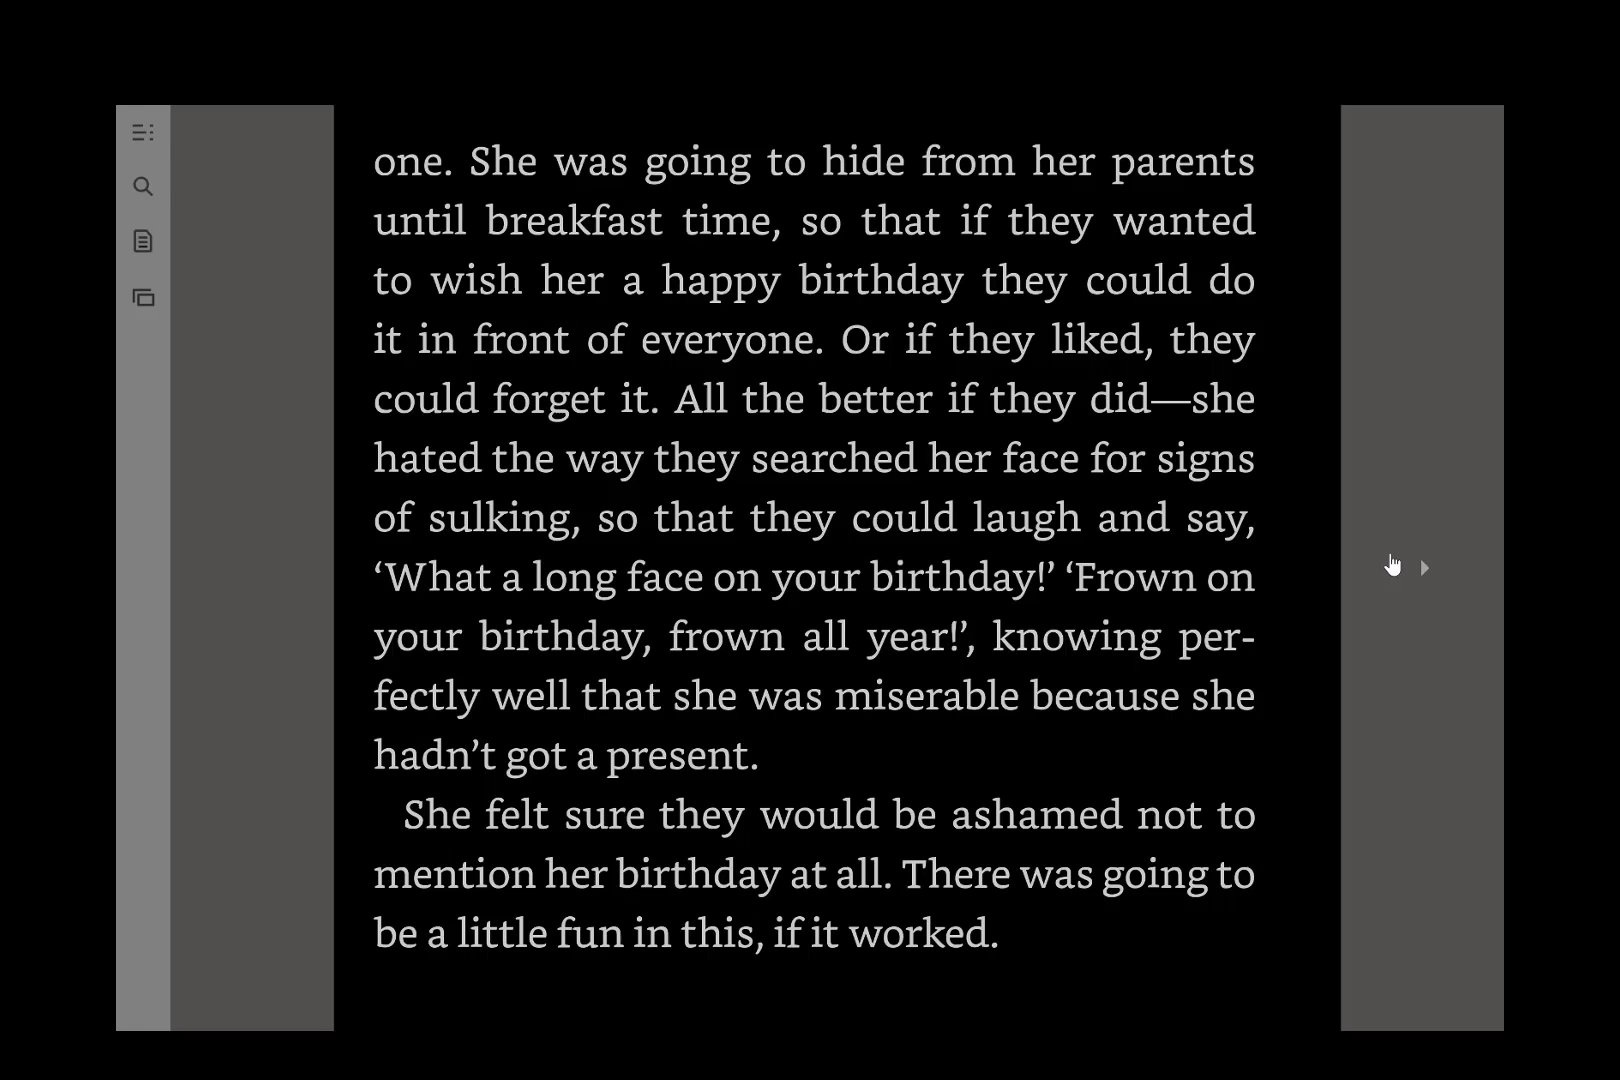 one. She was going to hide from her parents
until breakfast time, so that if they wanted
to wish her a happy birthday they could do
it in front of everyone. Or if they liked, they
could forget it. All the better if they did—she
hated the way they searched her face for signs
of sulking, so that they could laugh and say,
‘What a long face on your birthday!’ ‘Frown on
your birthday, frown all year!’, knowing per-
fectly well that she was miserable because she
hadn’t got a present.
She felt sure they would be ashamed not to
mention her birthday at all. There was going to
be a little fun in this, if it worked.